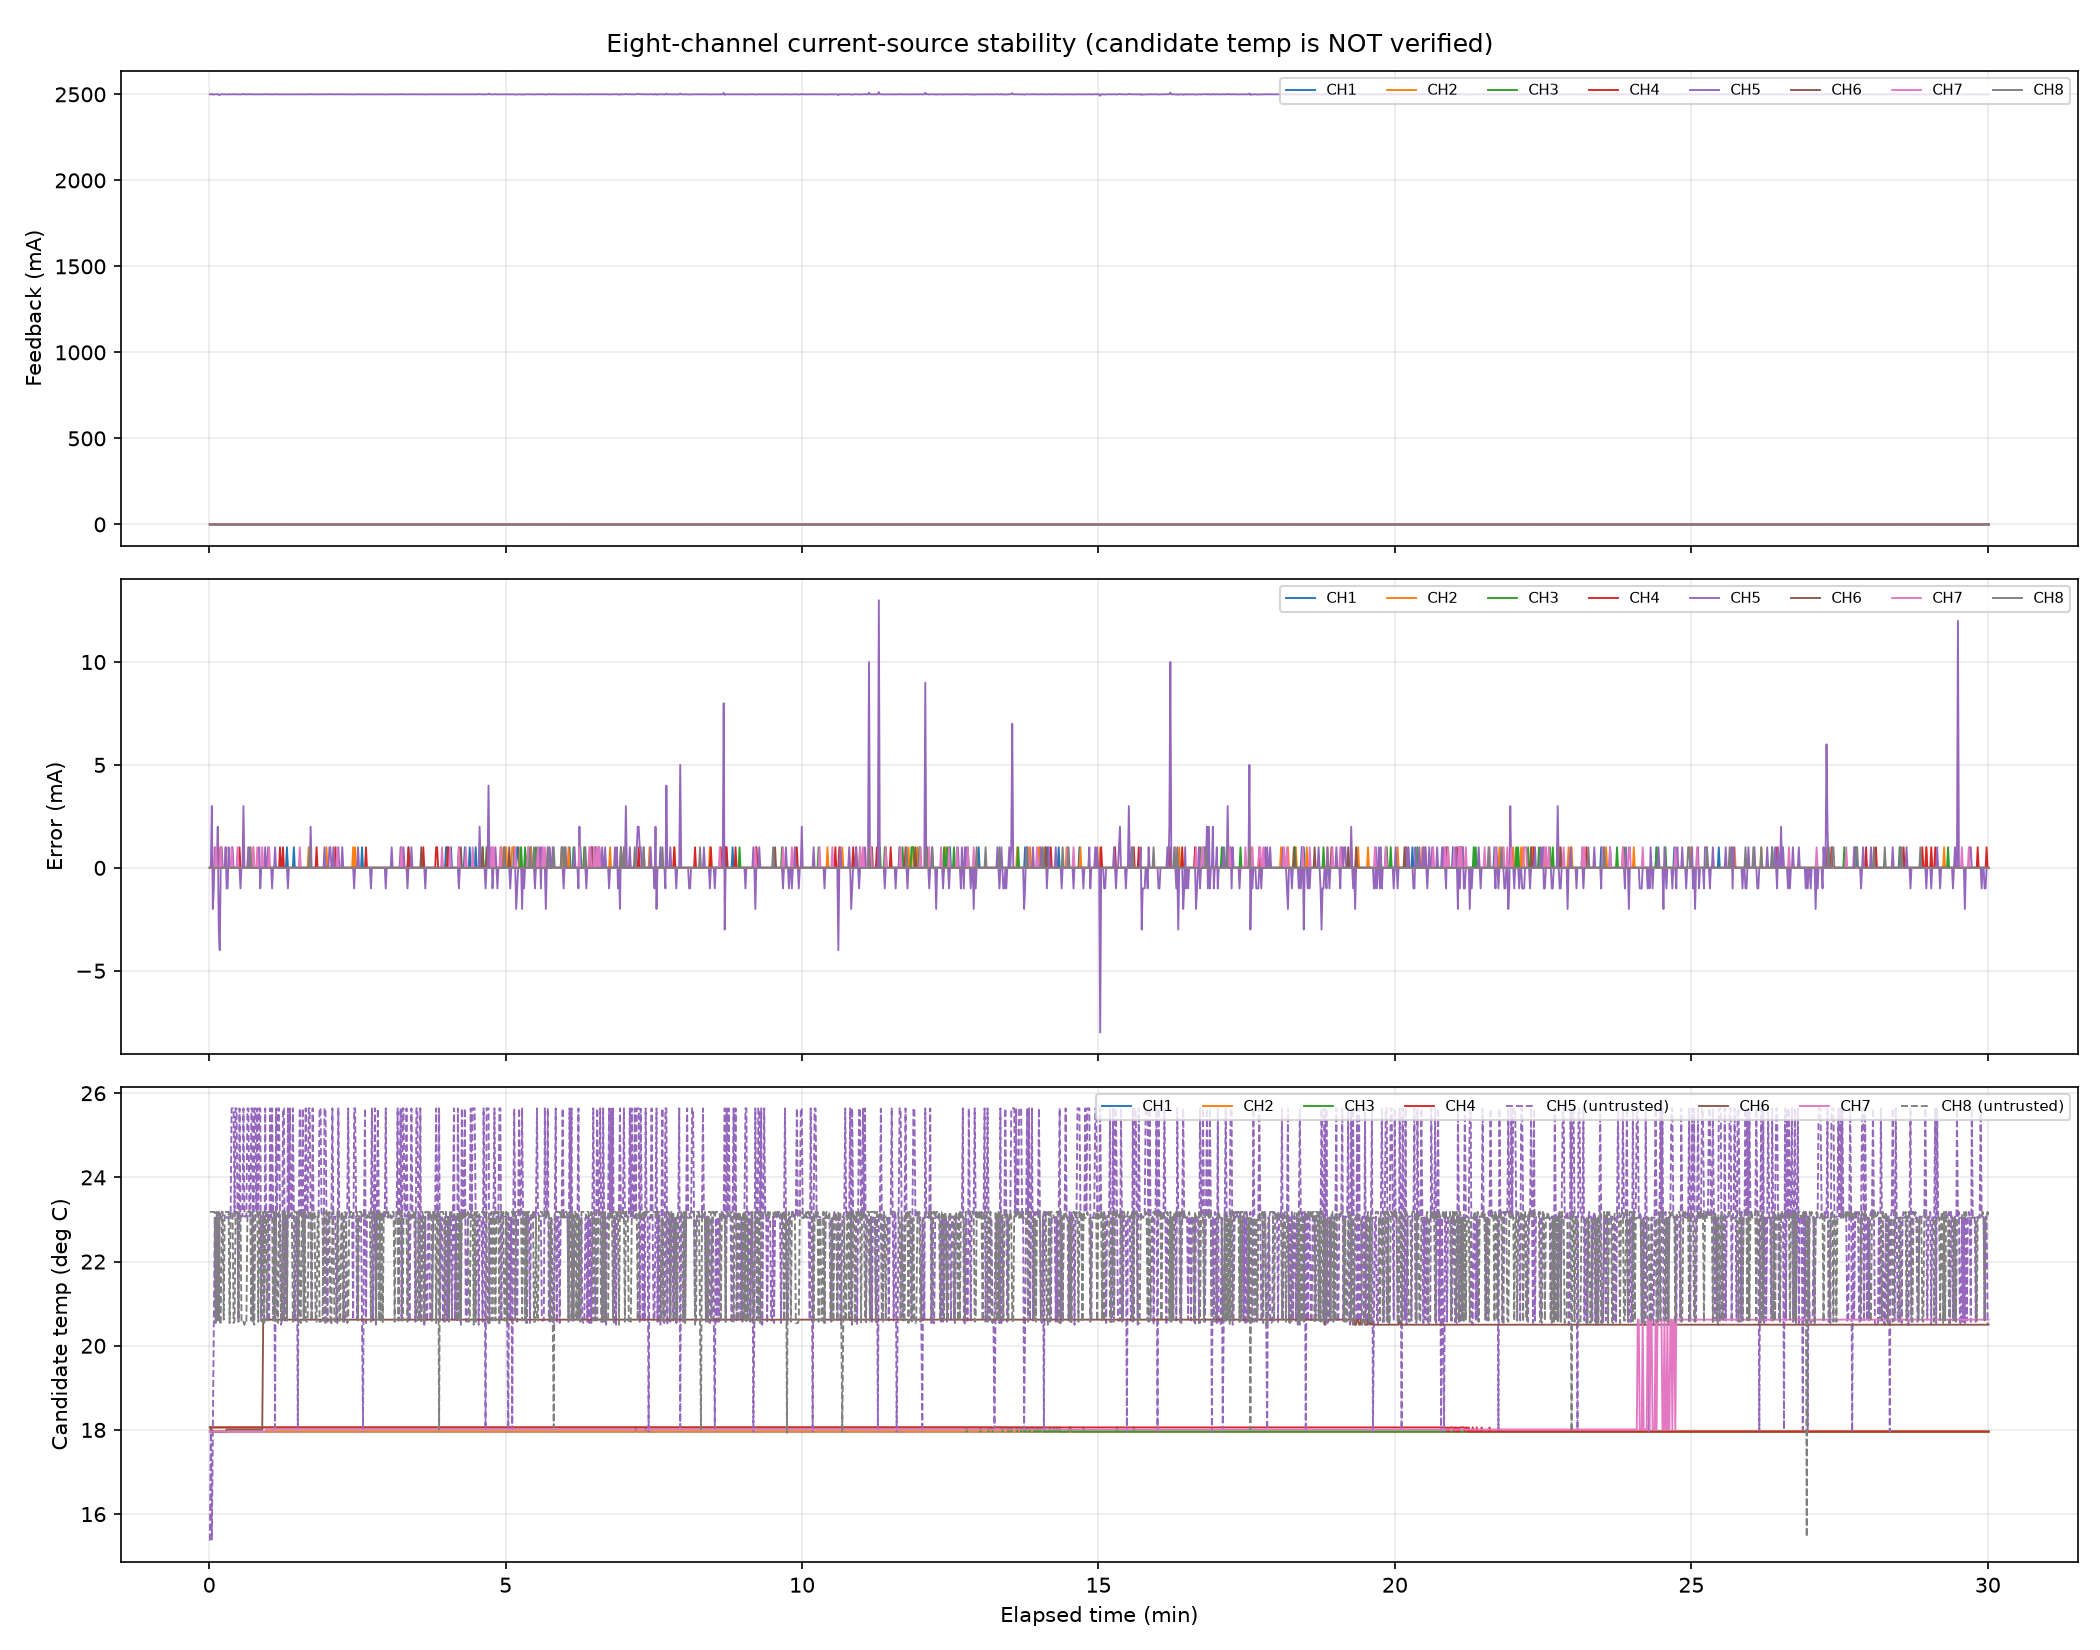 Eight-channel current-source stability (candidate temp is NOT verified)
Feedback (mA)
2500
2000
1500
1000
500
0
CH1 CH2 CH3 CH4 CH5 CH6 CH7 CH8
Error (mA)
10
5
0
−5
CH1 CH2 CH3 CH4 CH5 CH6 CH7 CH8
Candidate temp (deg C)
26
24
22
20
18
16
CH1 CH2 CH3 CH4 CH5 (untrusted) CH6 CH7 CH8 (untrusted)
0 5 10 15 20 25 30
Elapsed time (min)